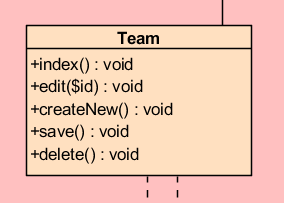 Team
+index() : void
+edit($id) : void
+createNew() : void
+save() : void
+delete() : void